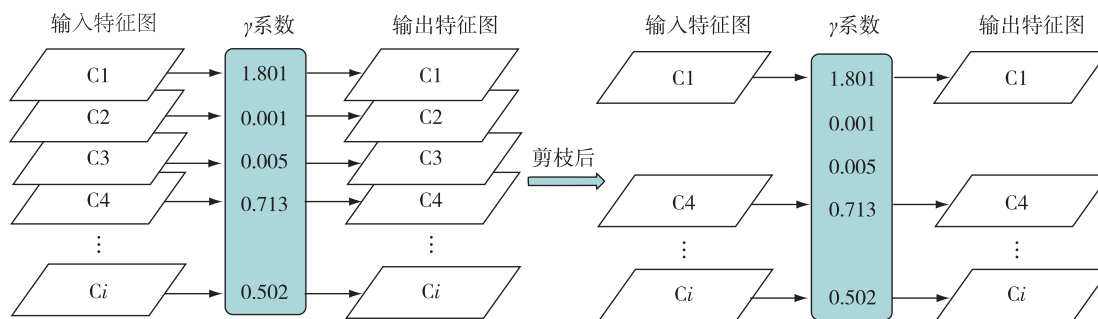 输入特征图 γ系数 输出特征图 输入特征图 γ系数 输出特征图
C1 1.801 C1 C1 1.801 C1
C2 0.001 C2 0.001
C3 0.005 C3 剪枝后 0.005
C4 0.713 C4 C4 0.713 C4
⋮ ⋮ ⋮ ⋮
Ci 0.502 Ci Ci 0.502 Ci